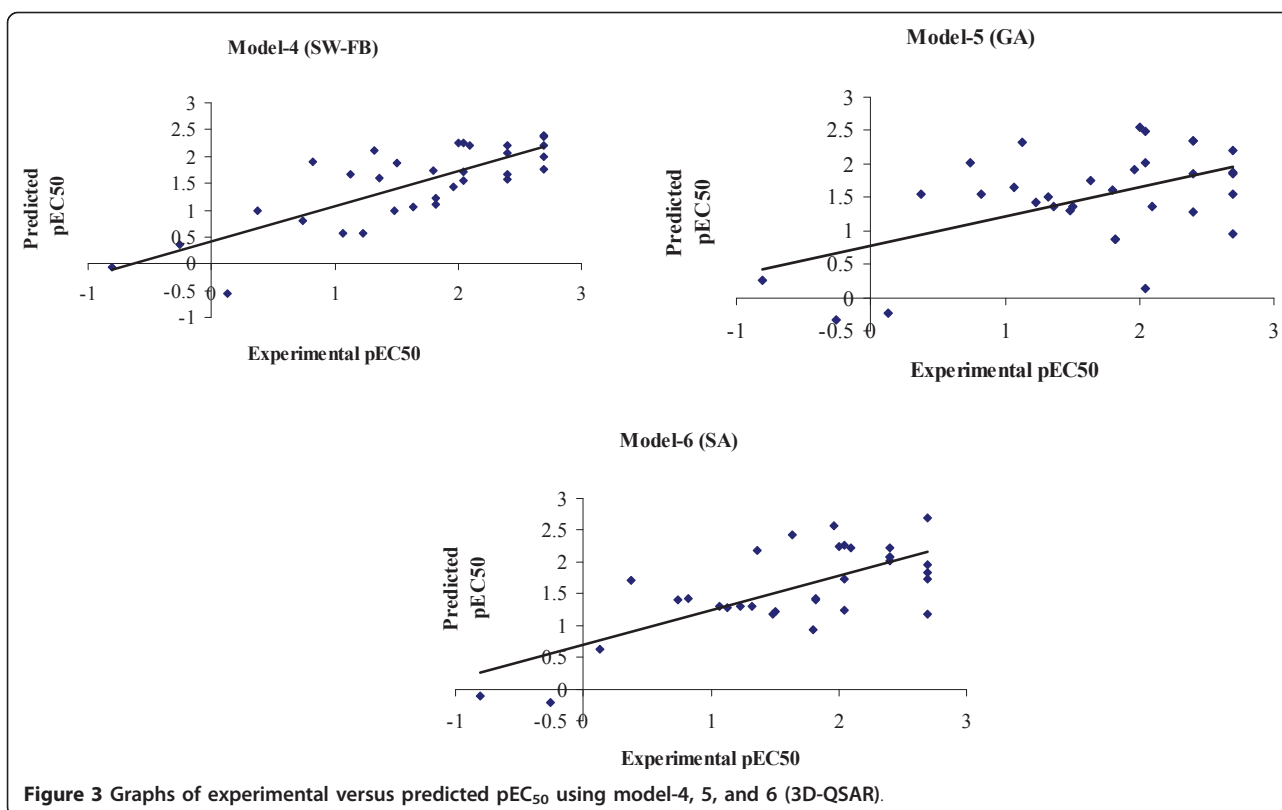 Model-4 (SW-FB)
3
2.5
2
1.5
1
0.5
0
-0.5
-1
-1 0 1 2 3
Predicted
pEC50
Experimental pEC50
Model-5 (GA)
3
2.5
2
1.5
1
0.5
0
-0.5
-1 0 1 2 3
Predicted
pEC50
Experimental pEC50
Model-6 (SA)
3
2.5
2
1.5
1
0.5
0
-0.5
-1 0 1 2 3
Predicted
pEC50
Experimental pEC50
Figure 3 Graphs of experimental versus predicted pEC₅₀ using model-4, 5, and 6 (3D-QSAR).